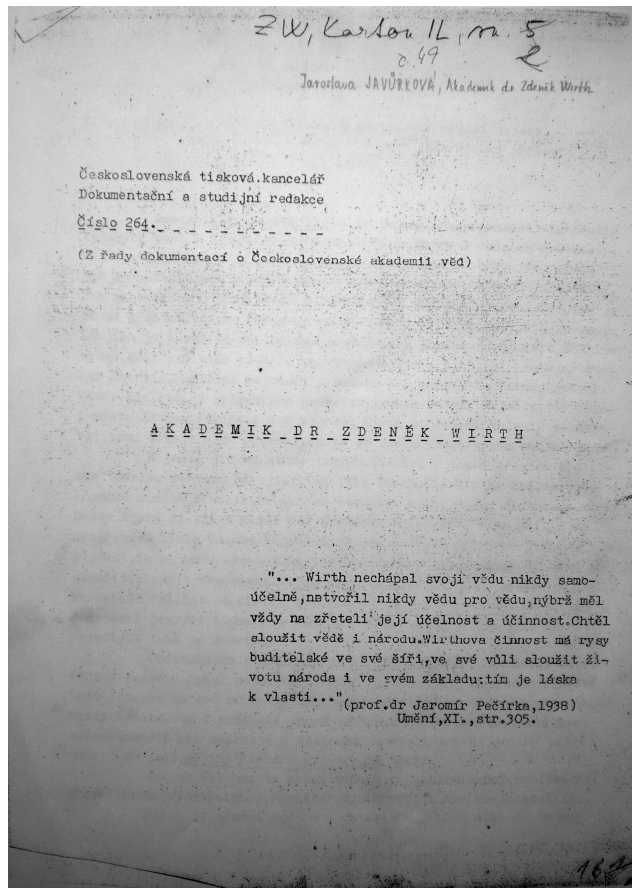 ZW, Karton IL, sv. 5
č. 49
Jaroslava JAVŮRKOVÁ, Akademik dr. Zdeněk Wirth
Československá tisková.kancelář
Dokumentační a studijní redakce
Číslo 264.
(Z řady dokumentací o Československé akademii věd)
AKADEMIK DR ZDENĚK WIRTH
"... Wirth nechápal svoji vědu nikdy samo-
účelně,netvořil nikdy vědu pro vědu,nýbrž měl
vždy na zřeteli její účelnost a účinnost.Chtěl
sloužit vědě i národu.Wirthova činnost má rysy
buditelské ve své šíři,ve své vůli sloužit ži-
votu národa i ve svém základu:tím je láska
k vlasti..."
(prof.dr Jaromír Pečírka,1938)
Umění,XI.,str.305.